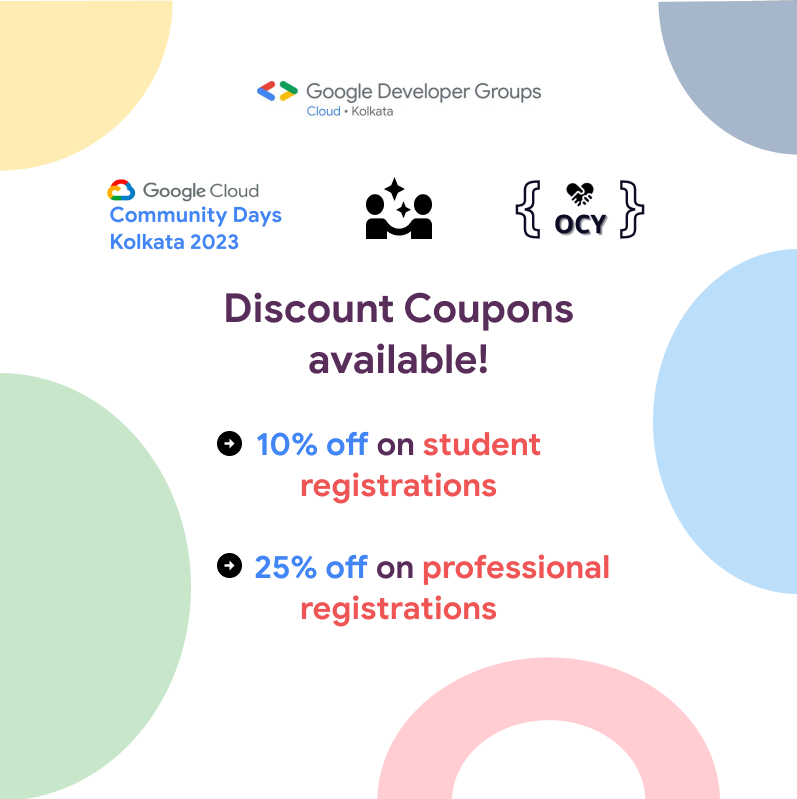 Google Developer Groups
Cloud • Kolkata
Google Cloud
Community Days
Kolkata 2023
{ OCY }
Discount Coupons
available!
10% off on student
registrations
25% off on professional
registrations